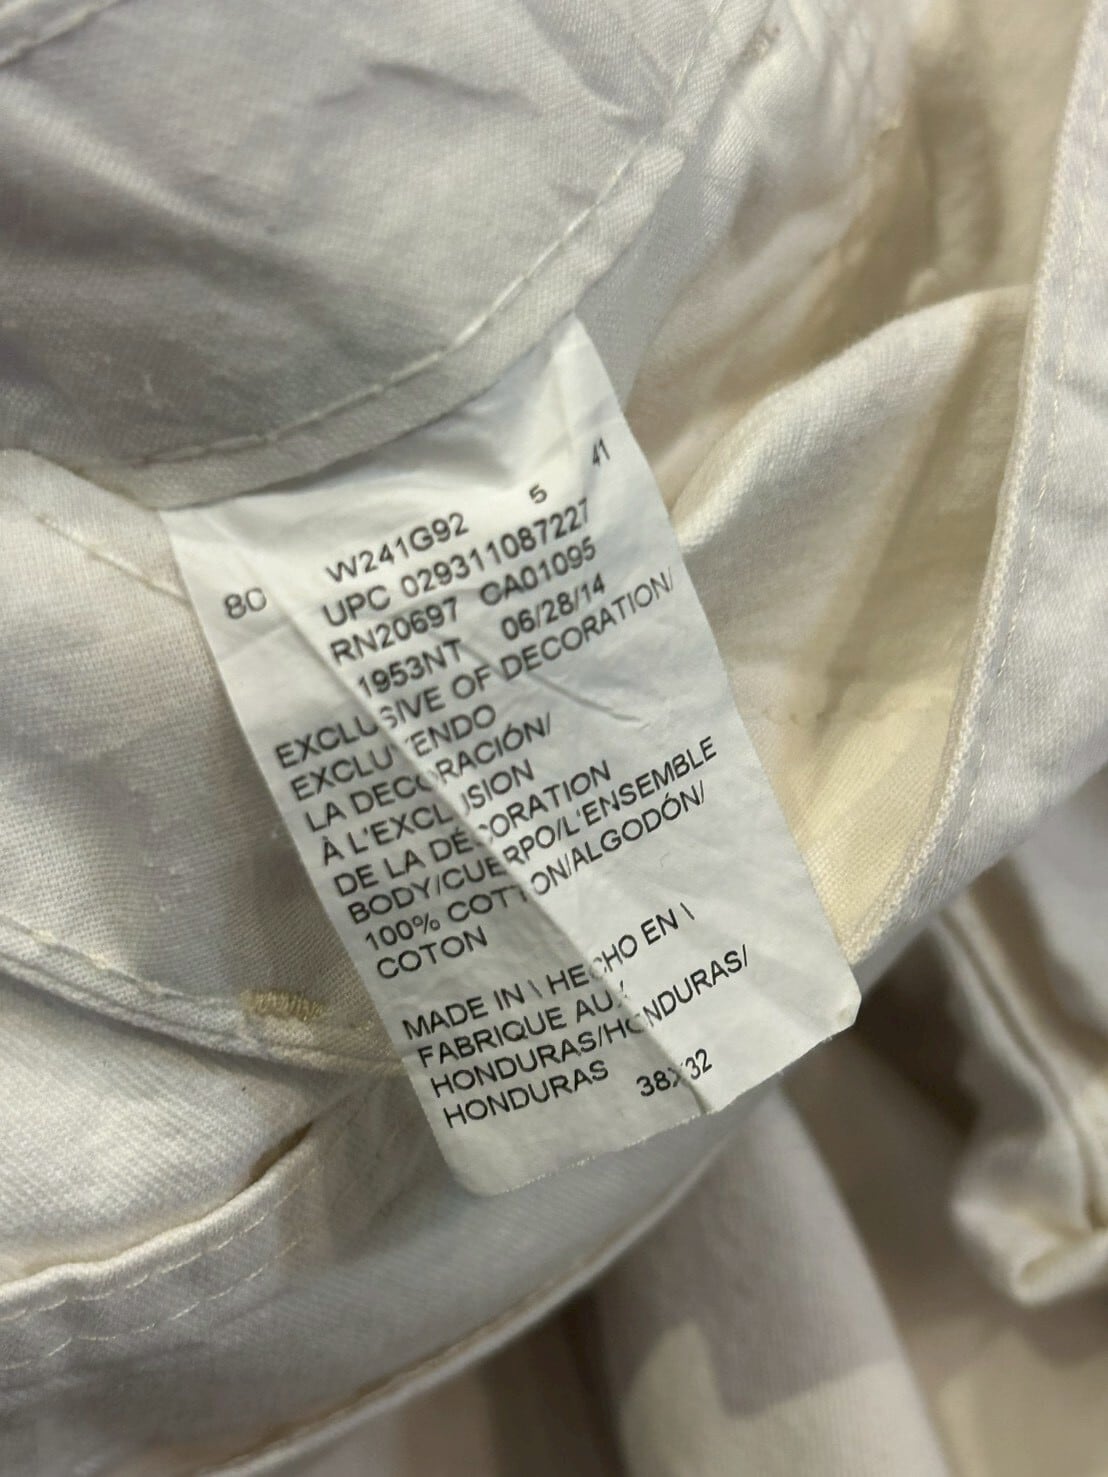 41
5
W241G92
80
UPC 029311087227
RN20697 CA01095
1953NT 06/28/14
EXCLUSIVE OF DECORATION/
EXCLUYENDO
LA DECORACIÓN/
À L'EXCLUSION
DE LA DÉCORATION
BODY/CUERPO/L'ENSEMBLE
100% COTTON/ALGODÓN/
COTON
MADE IN \ HECHO EN \
FABRIQUE AUX
HONDURAS/HONDURAS/
HONDURAS 38X32